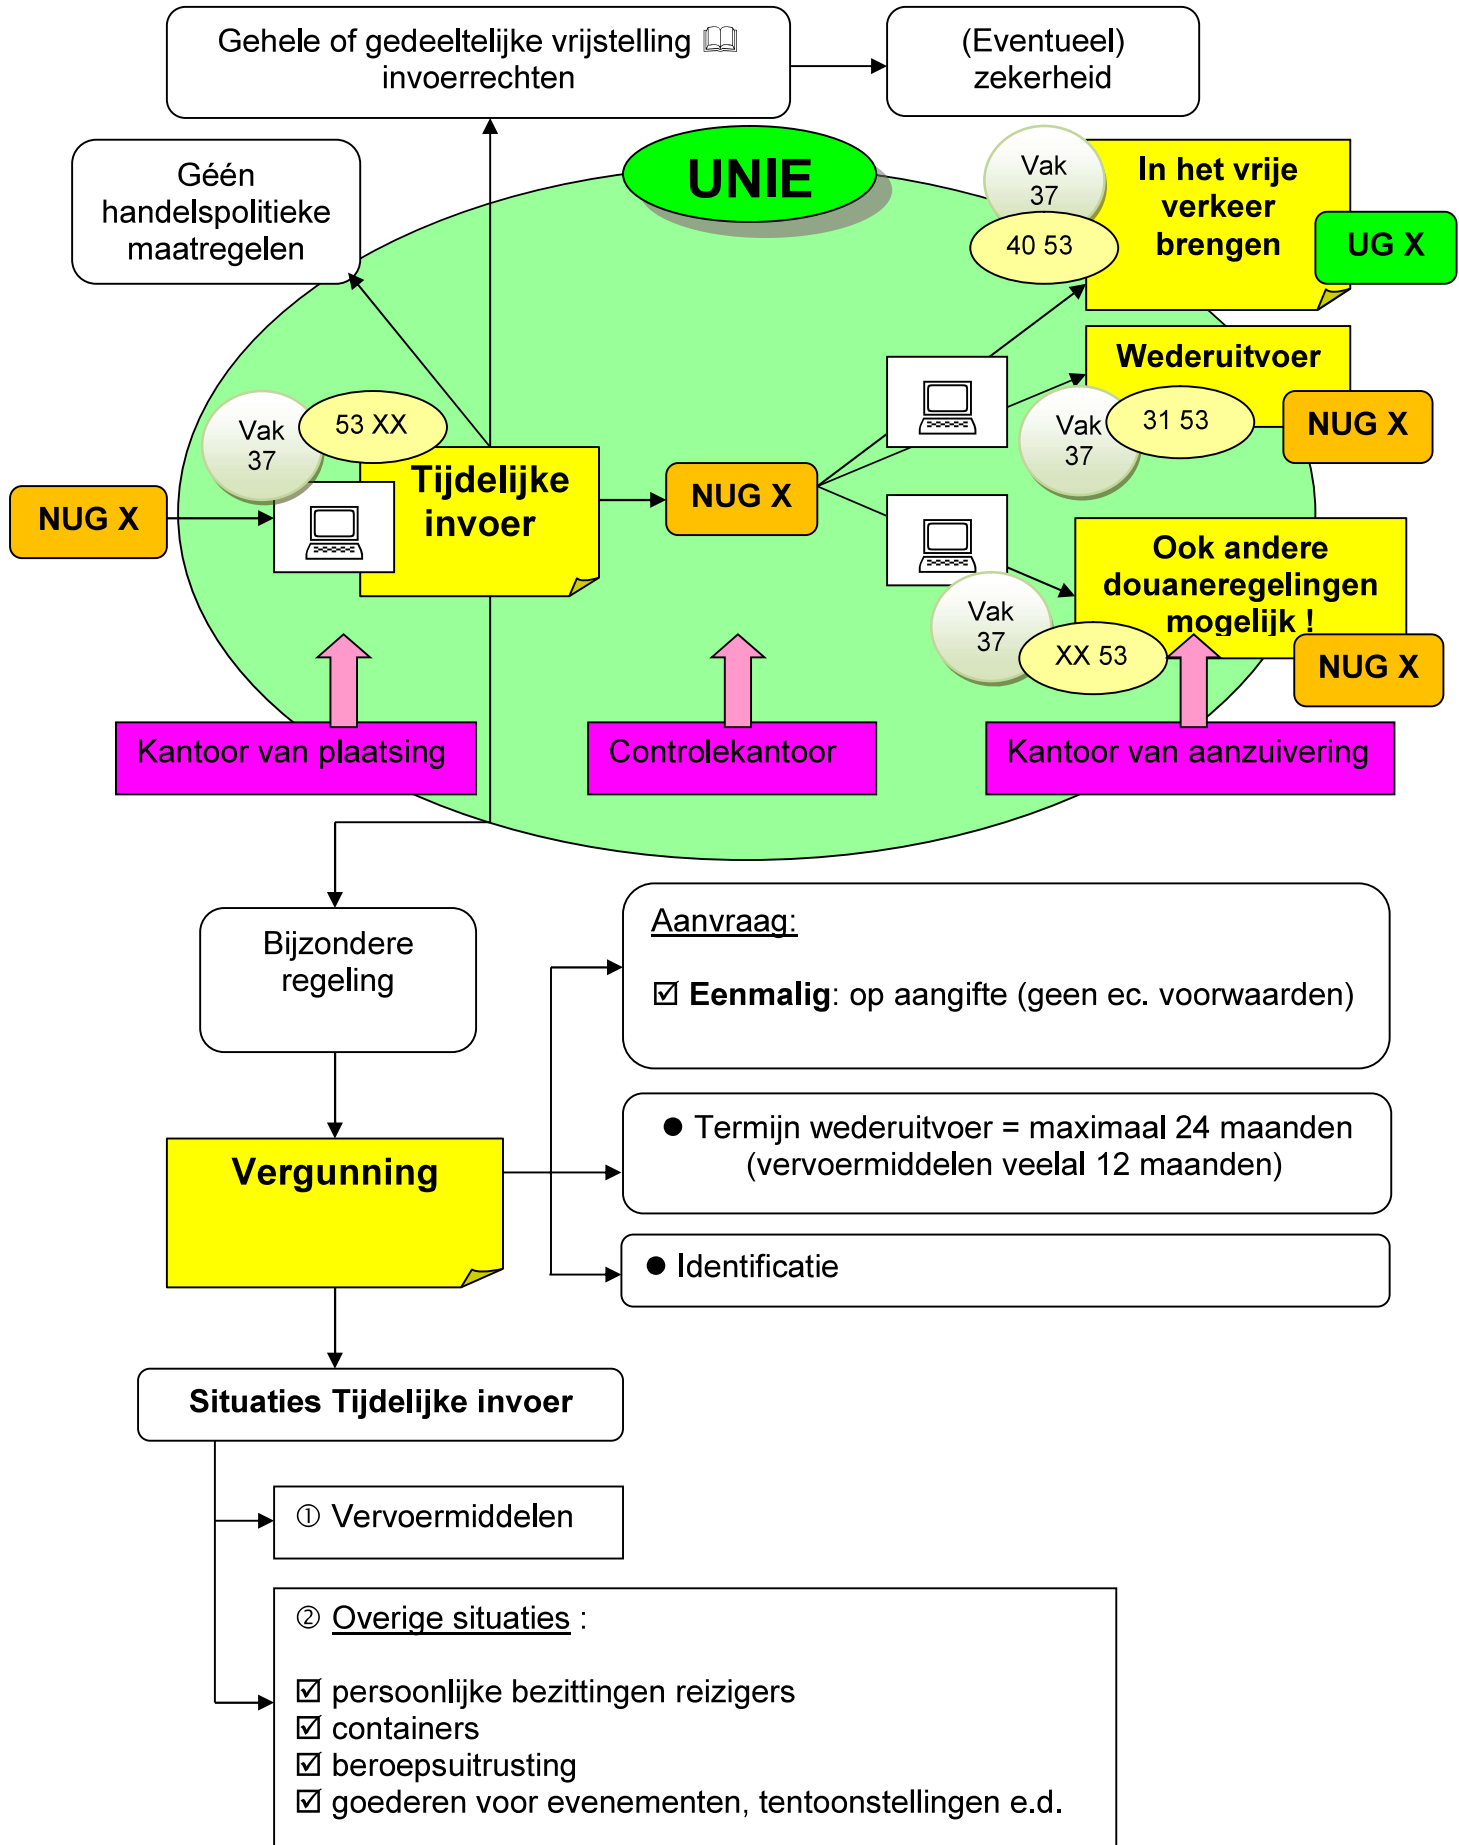 Gehele of gedeeltelijke vrijstelling 🕮
invoerrechten
(Eventueel)
zekerheid
Géén
handelspolitieke
maatregelen
UNIE
Vak
37
40 53
In het vrije
verkeer
brengen
UG X
Wederuitvoer
Vak
37
31 53
NUG X
Vak
37
53 XX
Tijdelijke
invoer
NUG X
NUG X
Ook andere
douaneregelingen
mogelijk !
Vak
37
XX 53
NUG X
Kantoor van plaatsing
Controlekantoor
Kantoor van aanzuivering
Bijzondere
regeling
Aanvraag:
☑ Eenmalig: op aangifte (geen ec. voorwaarden)
Vergunning
● Termijn wederuitvoer = maximaal 24 maanden
(vervoermiddelen veelal 12 maanden)
● Identificatie
Situaties Tijdelijke invoer
① Vervoermiddelen
② Overige situaties :
☑ persoonlijke bezittingen reizigers
☑ containers
☑ beroepsuitrusting
☑ goederen voor evenementen, tentoonstellingen e.d.